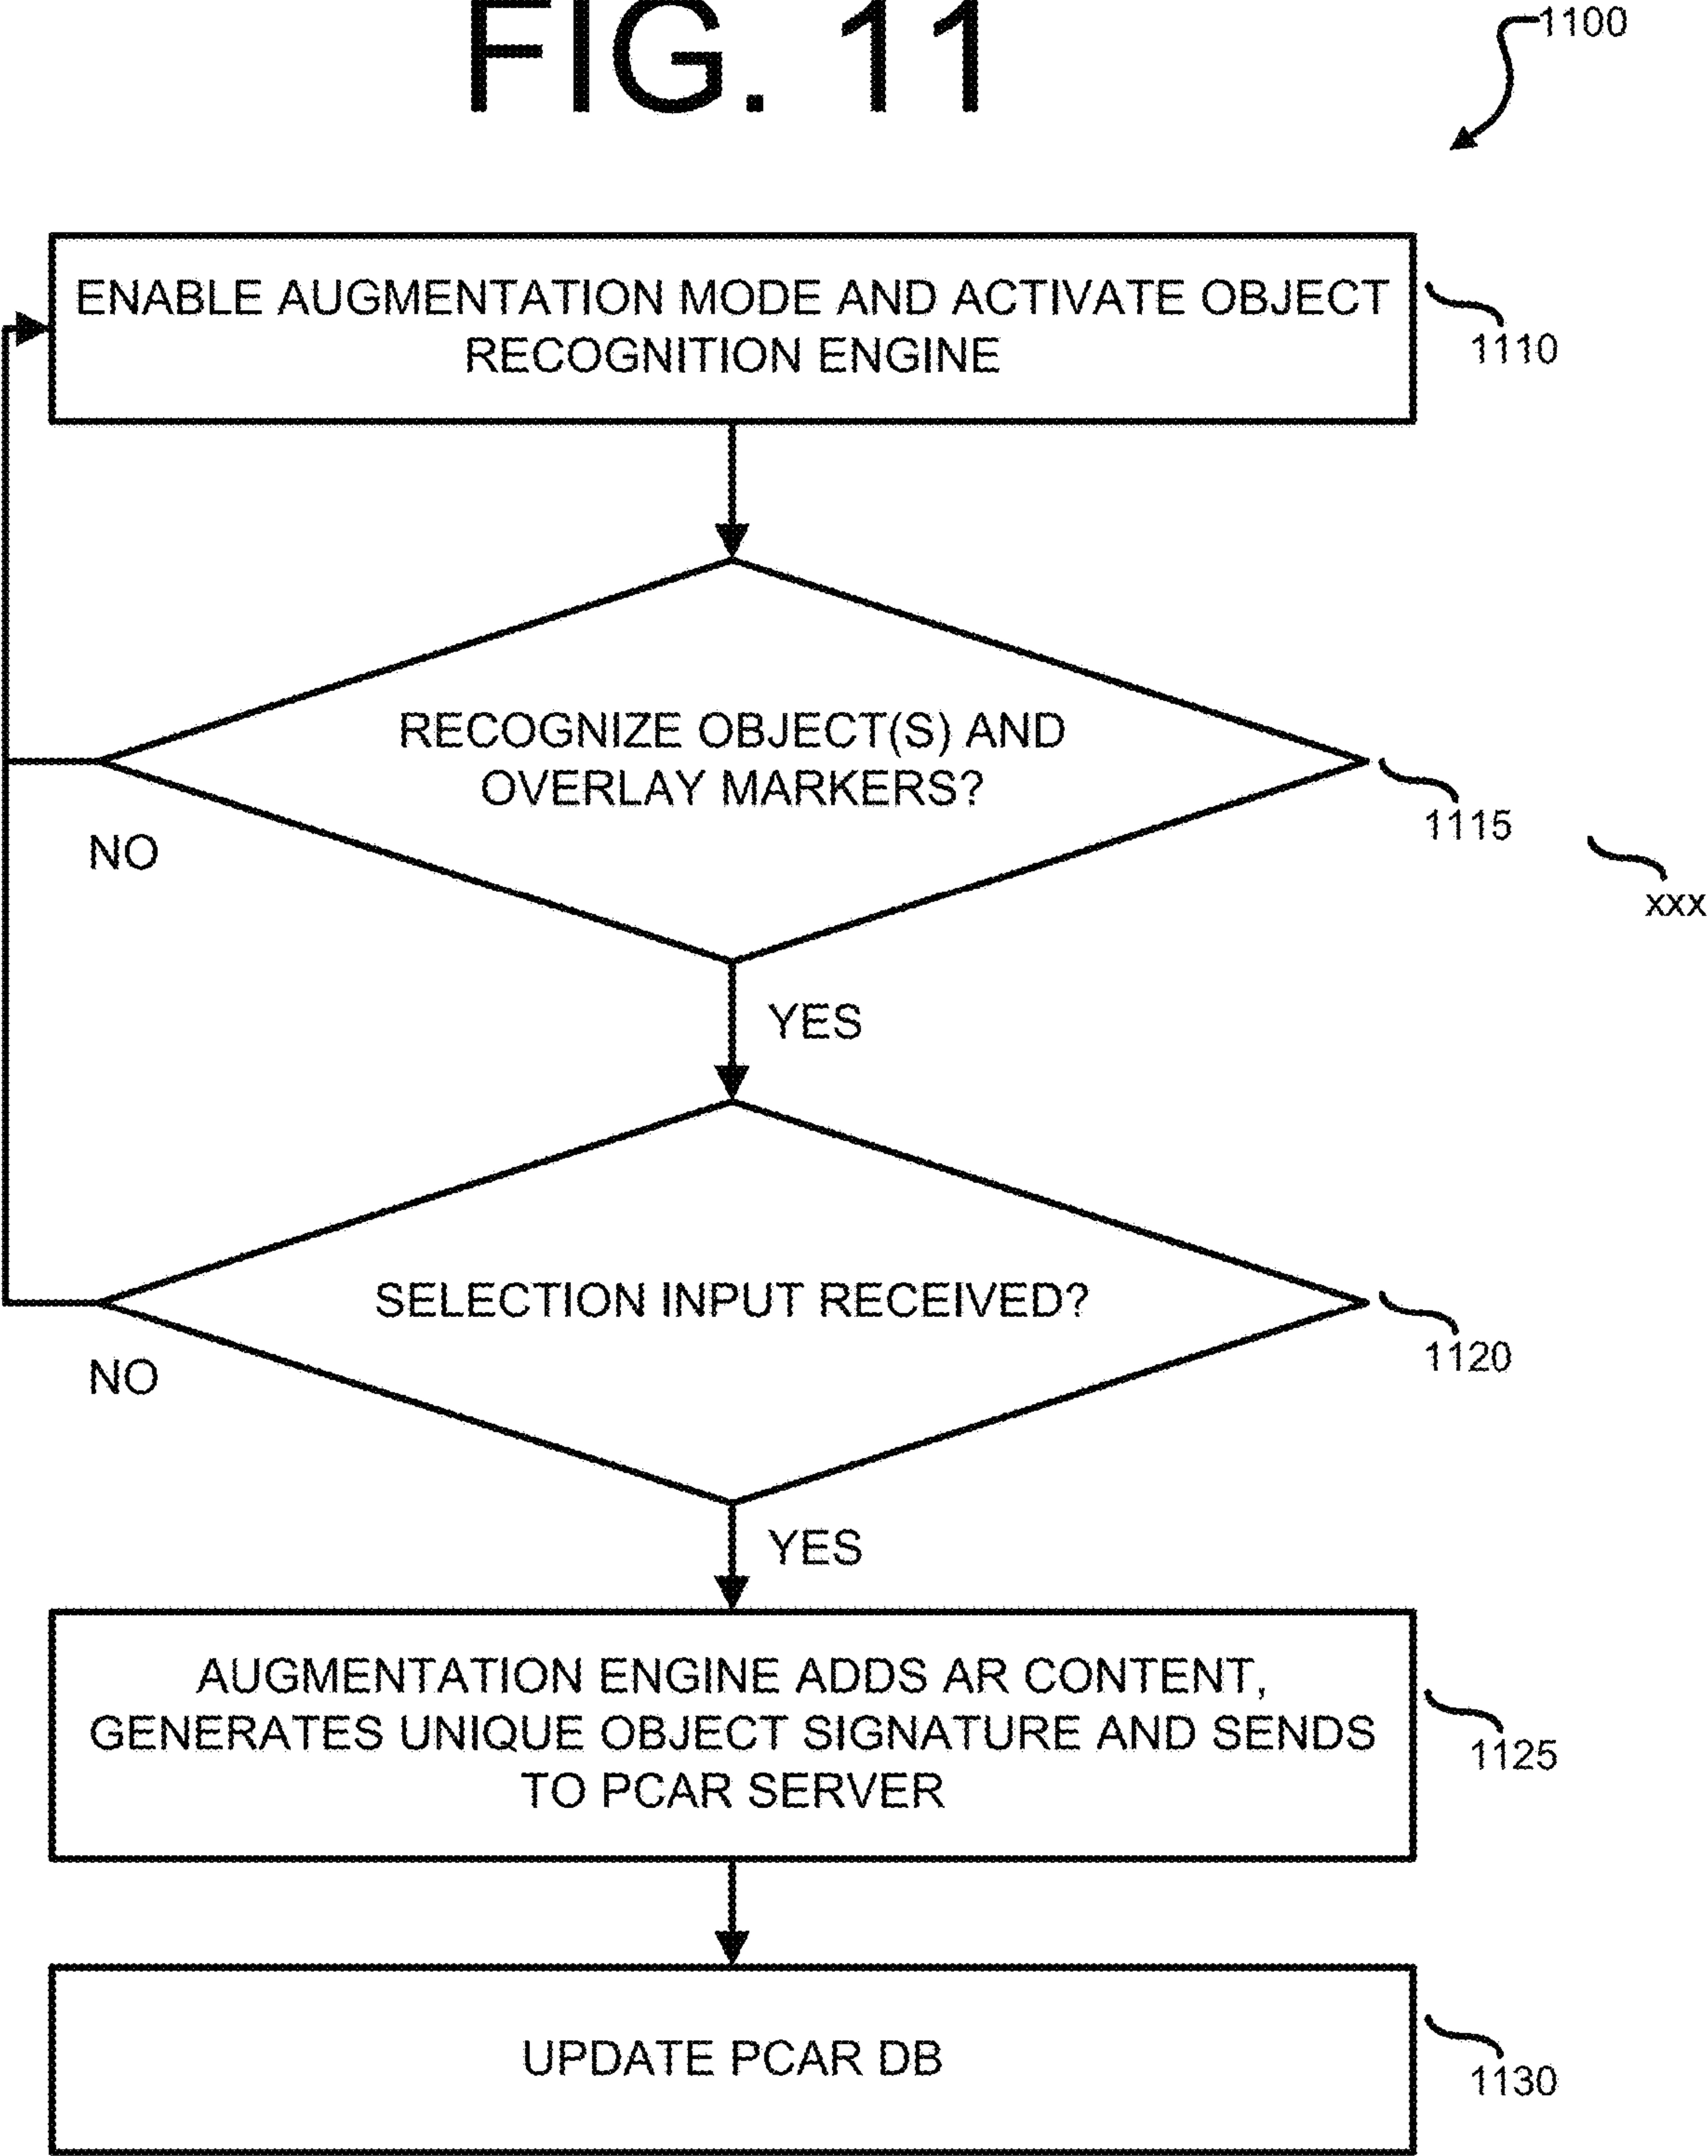 FIG. 11
1100
ENABLE AUGMENTATION MODE AND ACTIVATE OBJECT
RECOGNITION ENGINE
1110
RECOGNIZE OBJECT(S) AND
OVERLAY MARKERS?
1115
NO
xxx
YES
SELECTION INPUT RECEIVED?
1120
NO
YES
AUGMENTATION ENGINE ADDS AR CONTENT,
GENERATES UNIQUE OBJECT SIGNATURE AND SENDS
TO PCAR SERVER
1125
UPDATE PCAR DB
1130